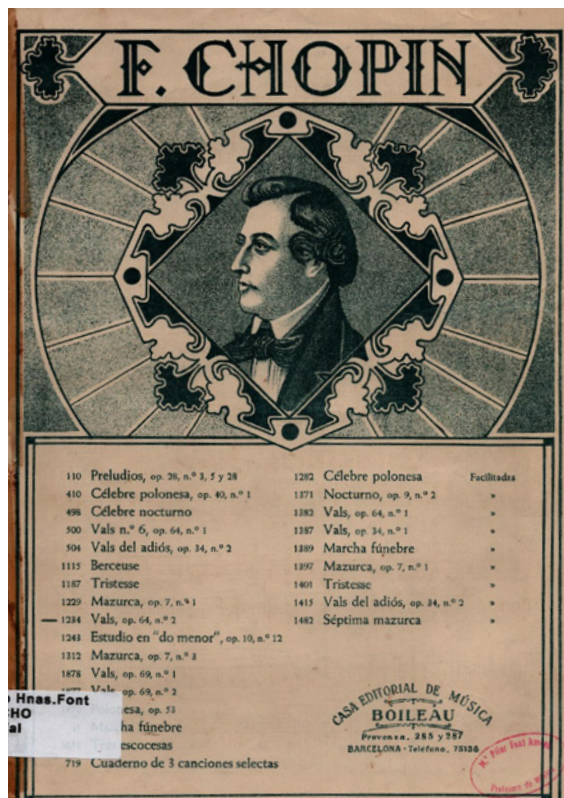 F. CHOPIN
110 Preludios, op. 28, n.º 3, 5 y 28
410 Célebre polonesa, op. 40, n.º 1
498 Célebre nocturno
500 Vals n.º 6, op. 64, n.º 1
504 Vals del adiós, op. 34, n.º 2
1115 Berceuse
1187 Tristesse
1229 Mazurca, op. 7, n.º 1
1234 Vals, op. 64, n.º 2
1243 Estudio en "do menor", op. 10, n.º 12
1312 Mazurca, op. 7, n.º 3
1878 Vals, op. 69, n.º 1
Vals, op. 69, n.º 2
op. 53
fúnebre
escocesas
719 Cuaderno de 3 canciones selectas
1282 Célebre polonesa Facilitadas
1371 Nocturno, op. 9, n.º 2 »
1382 Vals, op. 64, n.º 1 »
1387 Vals, op. 34, n.º 1 »
1389 Marcha fúnebre »
1397 Mazurca, op. 7, n.º 1 »
1401 Tristesse »
1415 Vals del adiós, op. 34, n.º 2 »
1482 Séptima mazurca »
o Hnas.Font
CHO
al
CASA EDITORIAL DE MÚSICA
BOILEAU
Provenza, 285 y 287
BARCELONA - Teléfono, 75136
M.ª Pilar Font
Profesora de